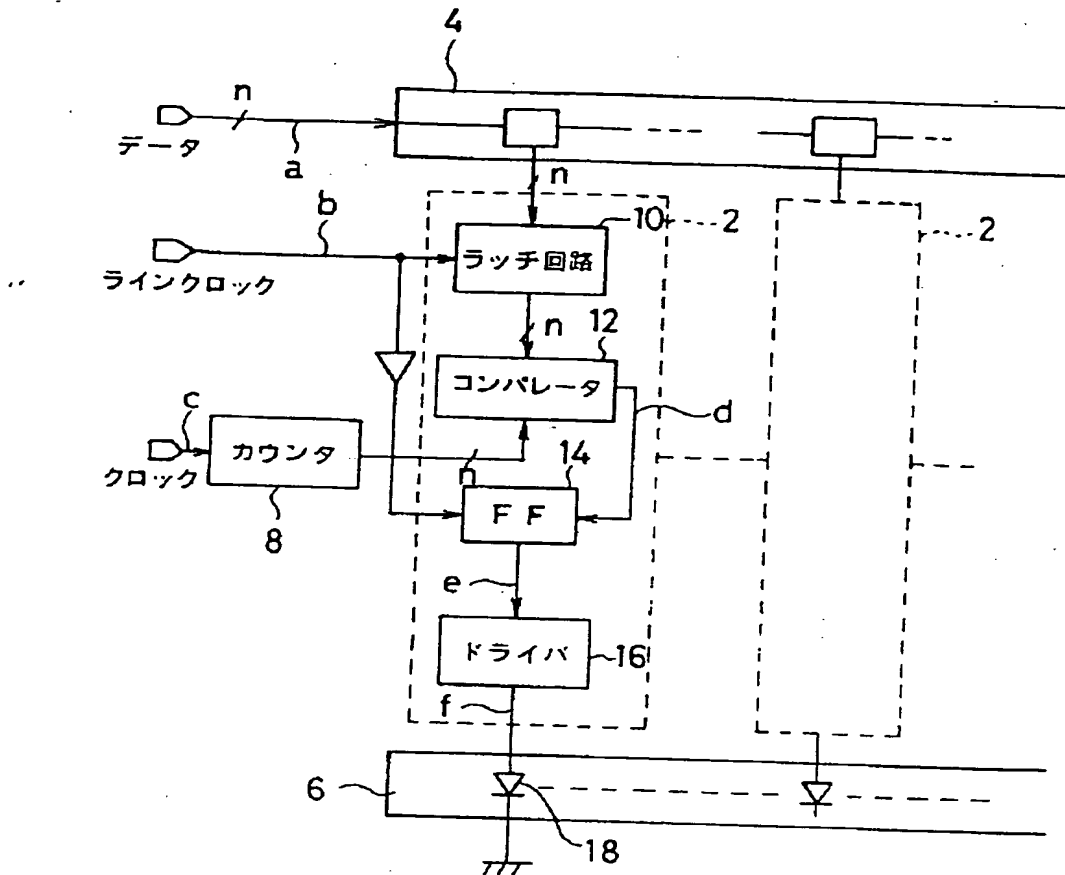 4
n
データ
a
n
b
10
2
2
ラッチ回路
ラインクロック
n
12
コンパレータ
c
d
カウンタ
クロック
n
14
8
F F
e
ドライバ
16
f
6
18